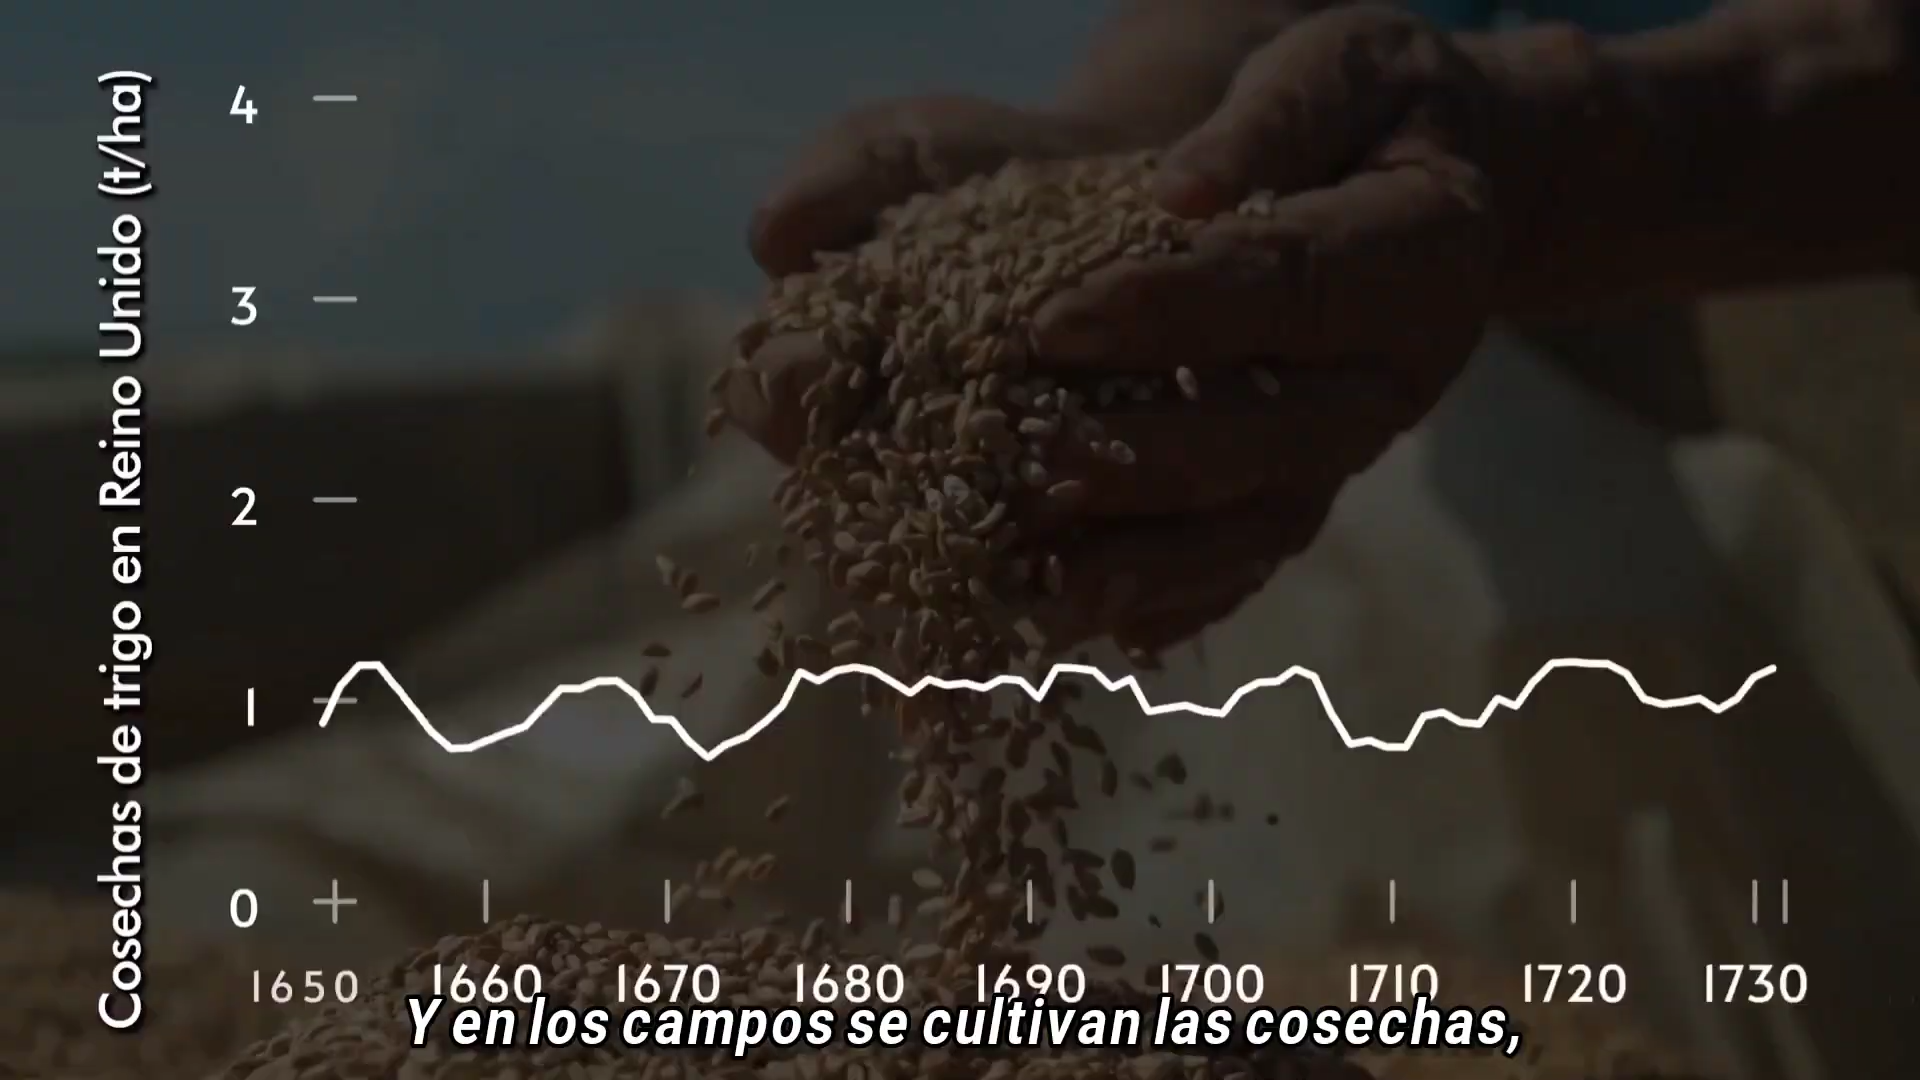 Cosechas de trigo en Reino Unido (t/ha)
4
3
2
1
0
1650 1660 1670 1680 1690 1700 1710 1720 1730
Y en los campos se cultivan las cosechas,